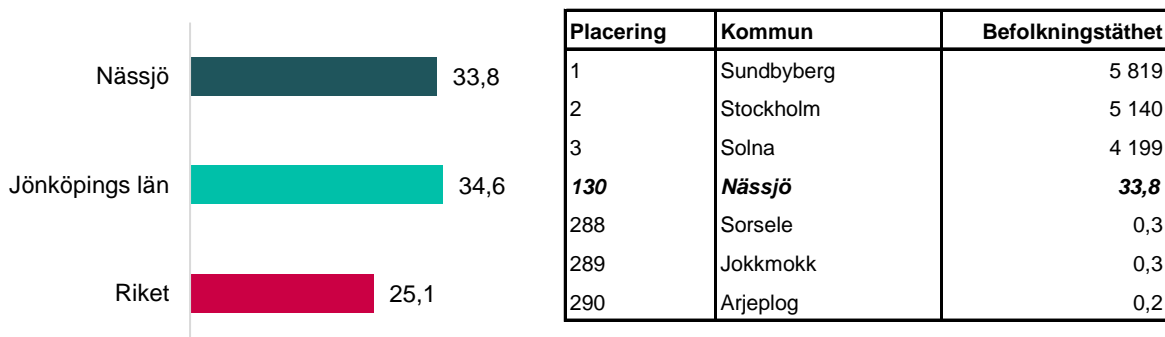 Nässjö 33,8
Jönköpings län 34,6
Riket 25,1
Placering Kommun Befolkningstäthet
1 Sundbyberg 5 819
2 Stockholm 5 140
3 Solna 4 199
130 Nässjö 33,8
288 Sorsele 0,3
289 Jokkmokk 0,3
290 Arjeplog 0,2